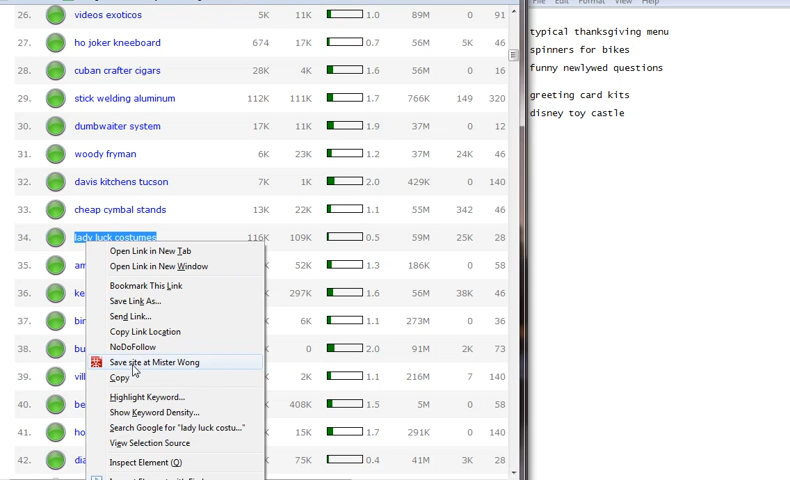 File Edit Format View Help
26. videos exoticos 5K 11K 1.0 89M 0 91
typical thanksgiving menu
27. ho joker kneeboard 674 17K 0.7 56M 5K 46
spinners for bikes
28. cuban crafter cigars 28K 4K 1.6 56M 0 16
funny newlywed questions
29. stick welding aluminum 112K 111K 1.7 766K 149 320
greeting card kits
disney toy castle
30. dumbwaiter system 17K 11K 1.9 37M 0 12
31. woody fryman 6K 23K 1.2 37M 24K 46
32. davis kitchens tucson 7K 1K 2.0 429K 0 140
33. cheap cymbal stands 13K 22K 1.1 55M 342 46
34. lady luck costumes 116K 109K 0.5 59M 25K 28
Open Link in New Tab
35. am K 52K 1.3 186K 0 58
Open Link in New Window
Bookmark This Link
36. ke K 297K 1.6 56M 38K 46
Save Link As...
Send Link...
37. bir 6K 1.1 273M 0 36
Copy Link Location
NoDoFollow
38. bu 0 2.0 91M 2K 73
Save site at Mister Wong
39. vill 2K 1.1 216M 7 140
Copy
Highlight Keyword...
40. be 408K 1.5 5M 0 58
Show Keyword Density...
Search Google for "lady luck costu..."
41. ho 15K 1.7 291K 0 140
View Selection Source
42. dia 75K 0.4 41M 3K 28
Inspect Element (Q)